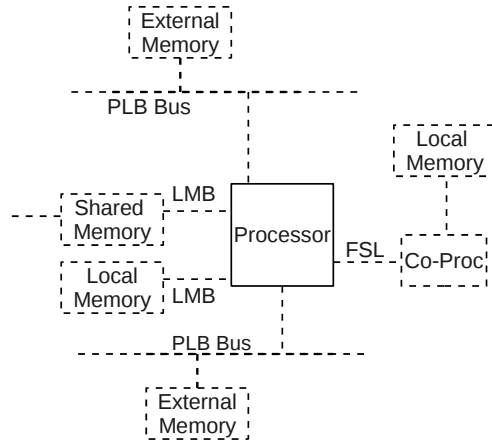 External
Memory
PLB Bus
Local
Memory
LMB
Shared
Memory
Processor
FSL
Co-Proc
Local
Memory
LMB
PLB Bus
External
Memory